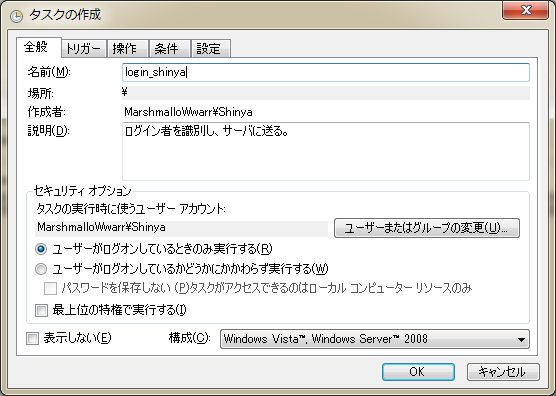 タスクの作成
全般 トリガー 操作 条件 設定
名前(M): login_shinya
場所: ¥
作成者: MarshmalloWwarr¥Shinya
説明(D): ログイン者を識別し、サーバに送る。
セキュリティ オプション
タスクの実行時に使うユーザー アカウント:
MarshmalloWwarr¥Shinya ユーザーまたはグループの変更(U)...
ユーザーがログオンしているときのみ実行する(R)
ユーザーがログオンしているかどうかにかかわらず実行する(W)
パスワードを保存しない (P)タスクがアクセスできるのはローカル コンピューター リソースのみ
最上位の特権で実行する(I)
表示しない(E) 構成(C): Windows Vista™, Windows Server™ 2008
OK キャンセル